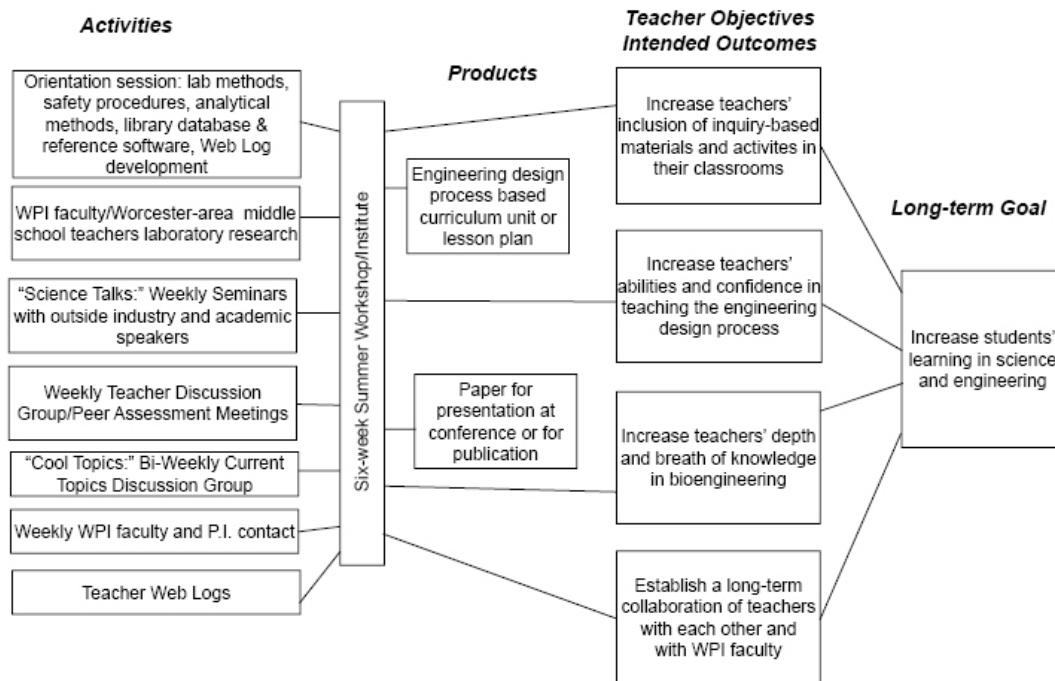 Activities
Orientation session: lab methods,
safety procedures, analytical
methods, library database &
reference software, Web Log
development
WPI faculty/Worcester-area middle
school teachers laboratory research
“Science Talks:” Weekly Seminars
with outside industry and academic
speakers
Weekly Teacher Discussion
Group/Peer Assessment Meetings
“Cool Topics:” Bi-Weekly Current
Topics Discussion Group
Weekly WPI faculty and P.I. contact
Teacher Web Logs
Six-week Summer Workshop/Institute
Products
Engineering design
process based
curriculum unit or
lesson plan
Paper for
presentation at
conference or for
publication
Teacher Objectives
Intended Outcomes
Increase teachers’
inclusion of inquiry-based
materials and activites in
their classrooms
Increase teachers’
abilities and confidence in
teaching the engineering
design process
Increase teachers’ depth
and breath of knowledge
in bioengineering
Establish a long-term
collaboration of teachers
with each other and
with WPI faculty
Long-term Goal
Increase students’
learning in science
and engineering